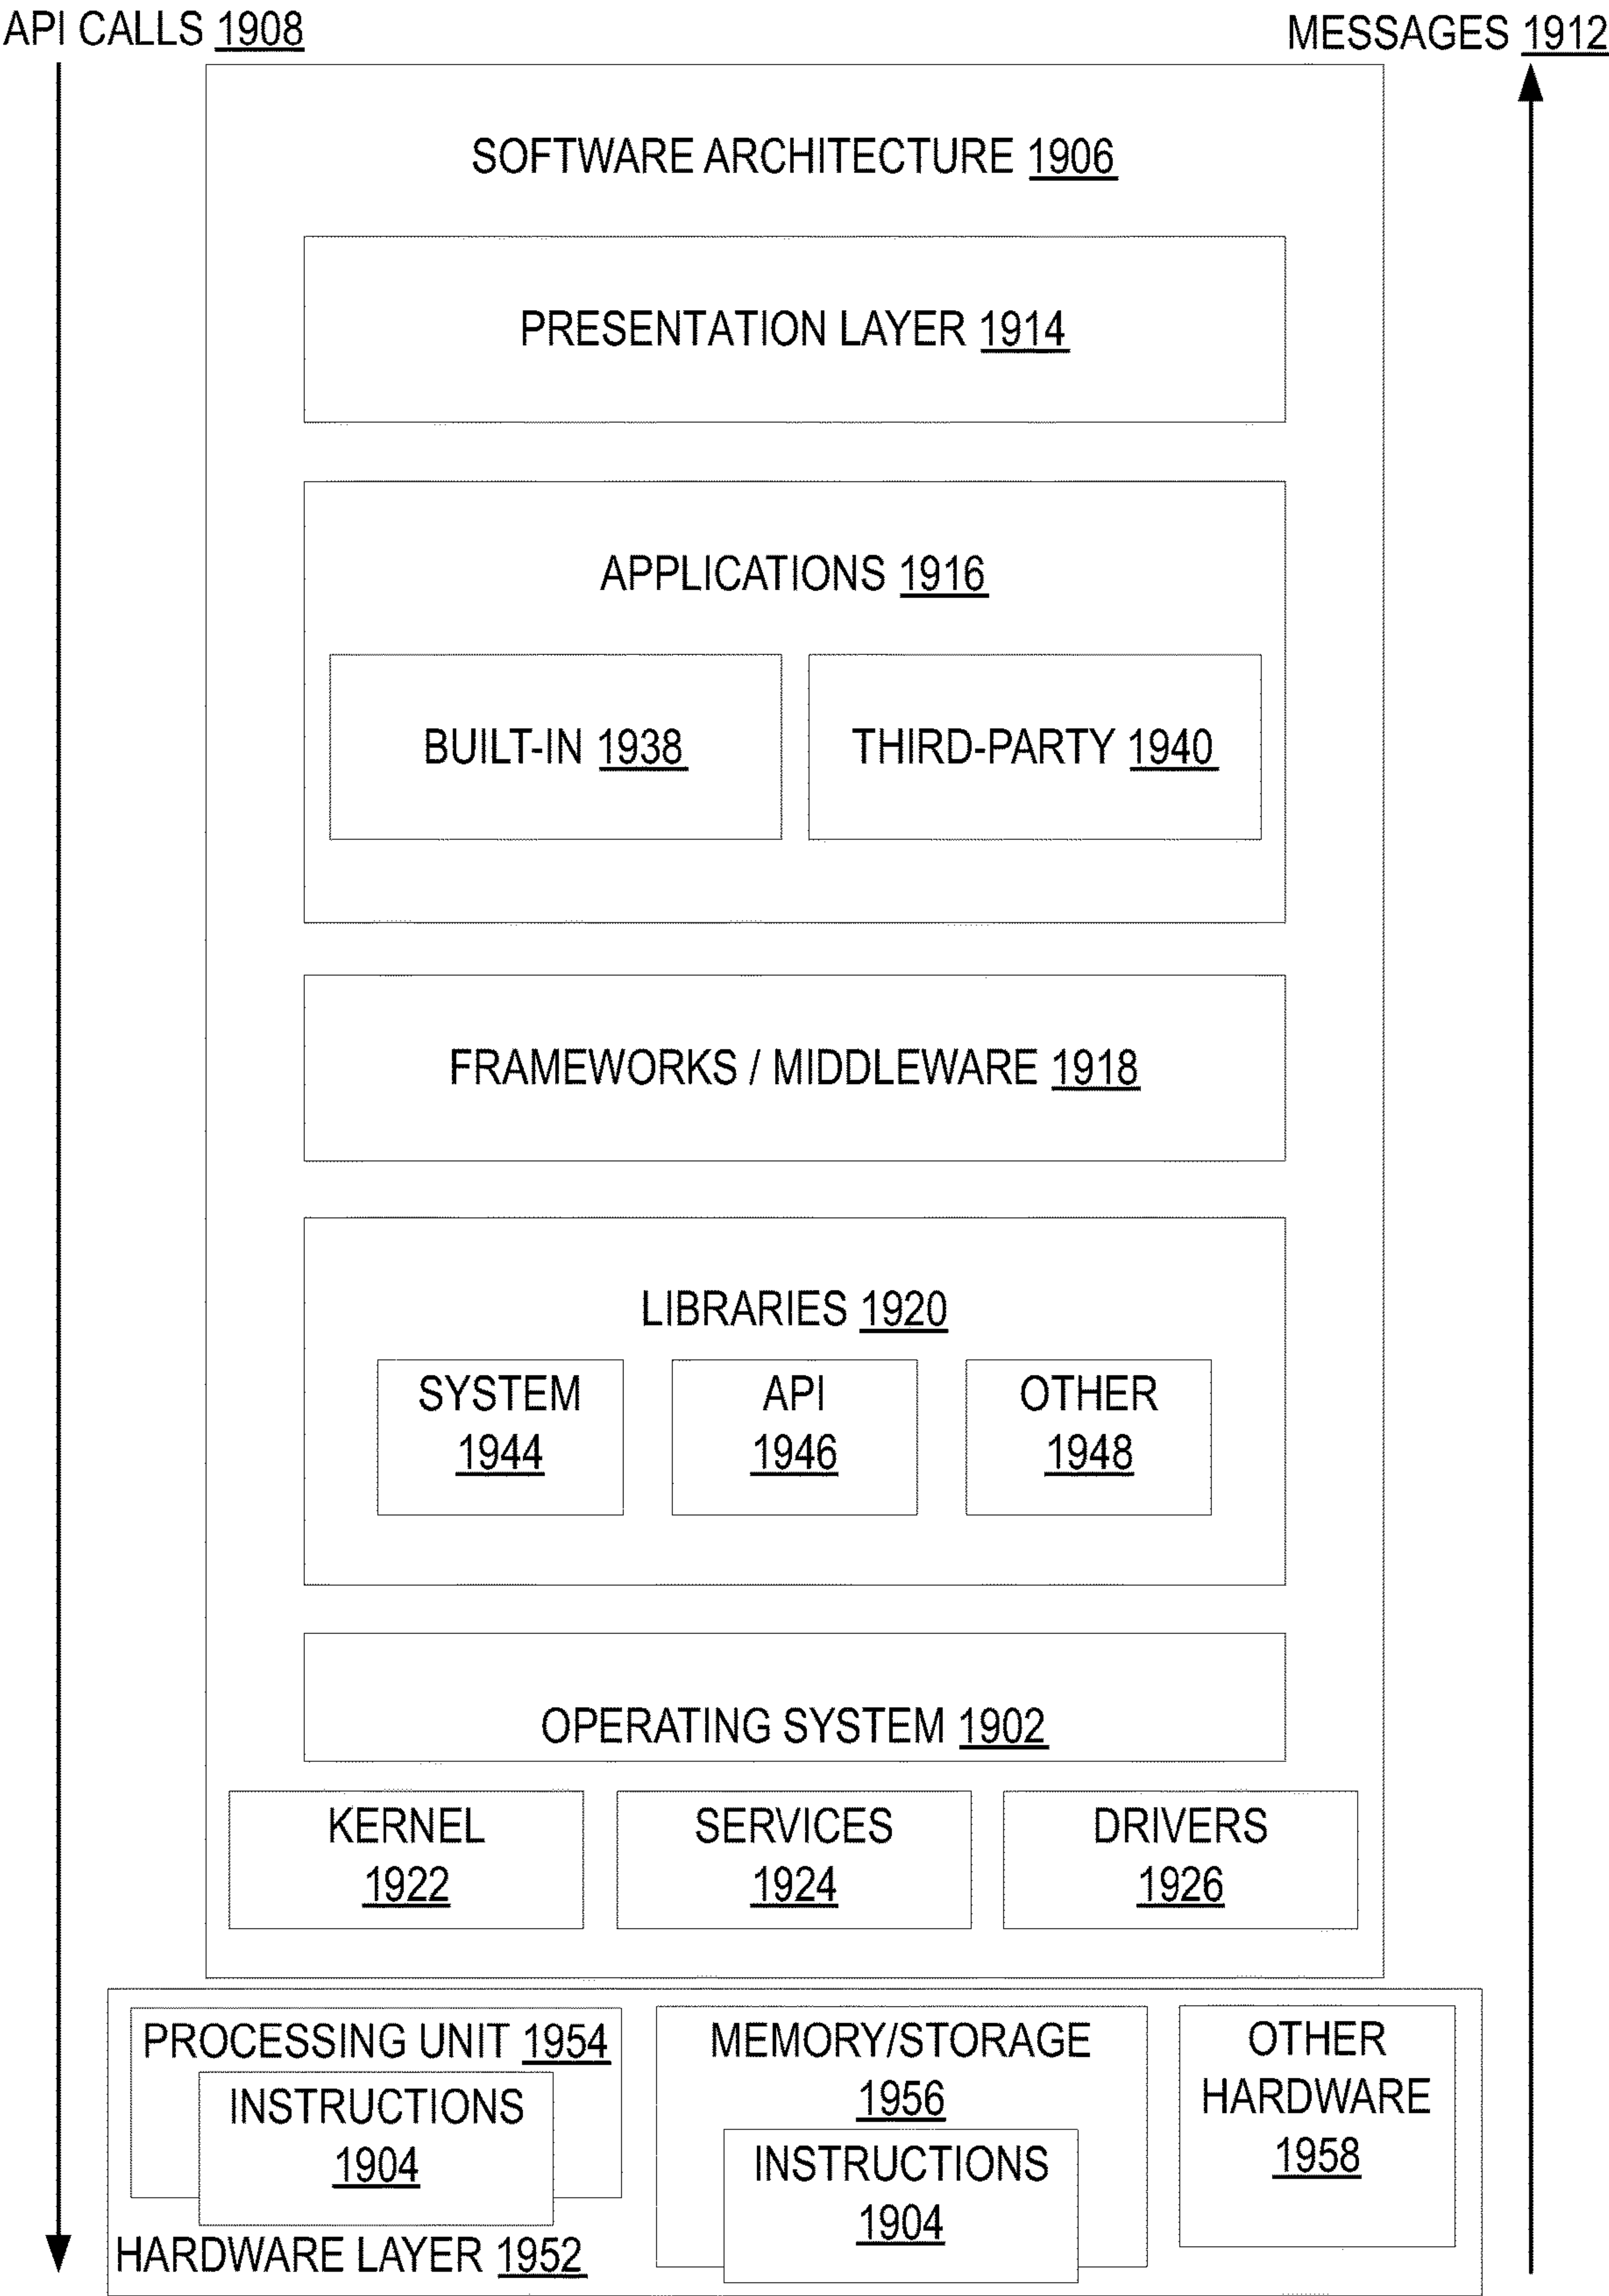 API CALLS 1908
MESSAGES 1912
SOFTWARE ARCHITECTURE 1906
PRESENTATION LAYER 1914
APPLICATIONS 1916
BUILT-IN 1938
THIRD-PARTY 1940
FRAMEWORKS / MIDDLEWARE 1918
LIBRARIES 1920
SYSTEM
1944
API
1946
OTHER
1948
OPERATING SYSTEM 1902
KERNEL
1922
SERVICES
1924
DRIVERS
1926
PROCESSING UNIT 1954
INSTRUCTIONS
1904
MEMORY/STORAGE
1956
INSTRUCTIONS
1904
OTHER
HARDWARE
1958
HARDWARE LAYER 1952